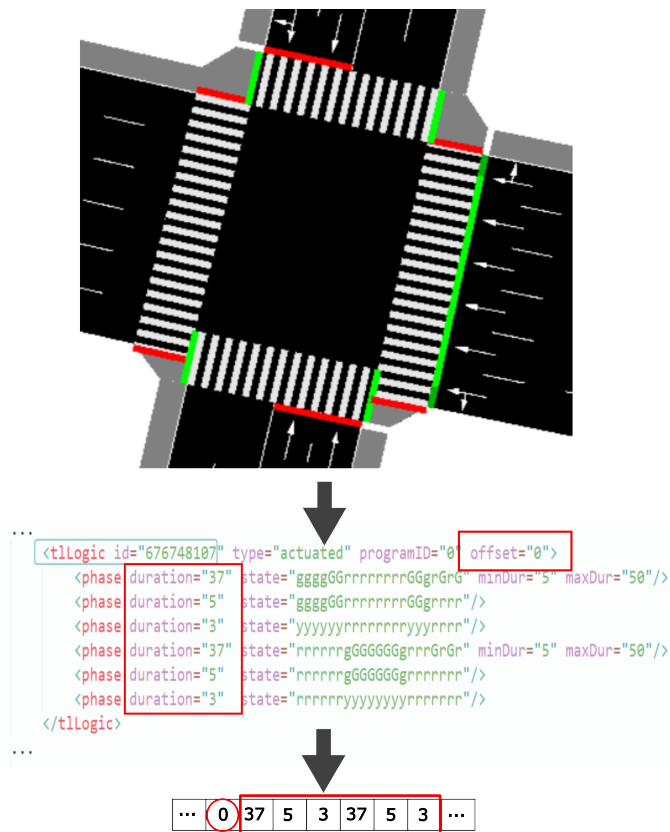 ...
<tlLogic id="676748107" type="actuated" programID="0" offset="0">
<phase duration="37" state="ggggGGrrrrrrrrGGgrGrG" minDur="5" maxDur="50"/>
<phase duration="5" state="ggggGGrrrrrrrrGGgrrrr"/>
<phase duration="3" state="yyyyyyrrrrrrrryyyrrrr"/>
<phase duration="37" state="rrrrrrgGGGGGGgrrrGrGr" minDur="5" maxDur="50"/>
<phase duration="5" state="rrrrrrgGGGGGGgrrrrrrr"/>
<phase duration="3" state="rrrrrryyyyyyyyrrrrrrr"/>
</tlLogic>
...
... 0 37 5 3 37 5 3 ...